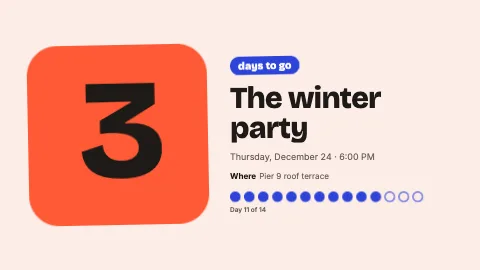 3
days to go
The winter
party
Thursday, December 24 · 6:00 PM
Where Pier 9 roof terrace
Day 11 of 14